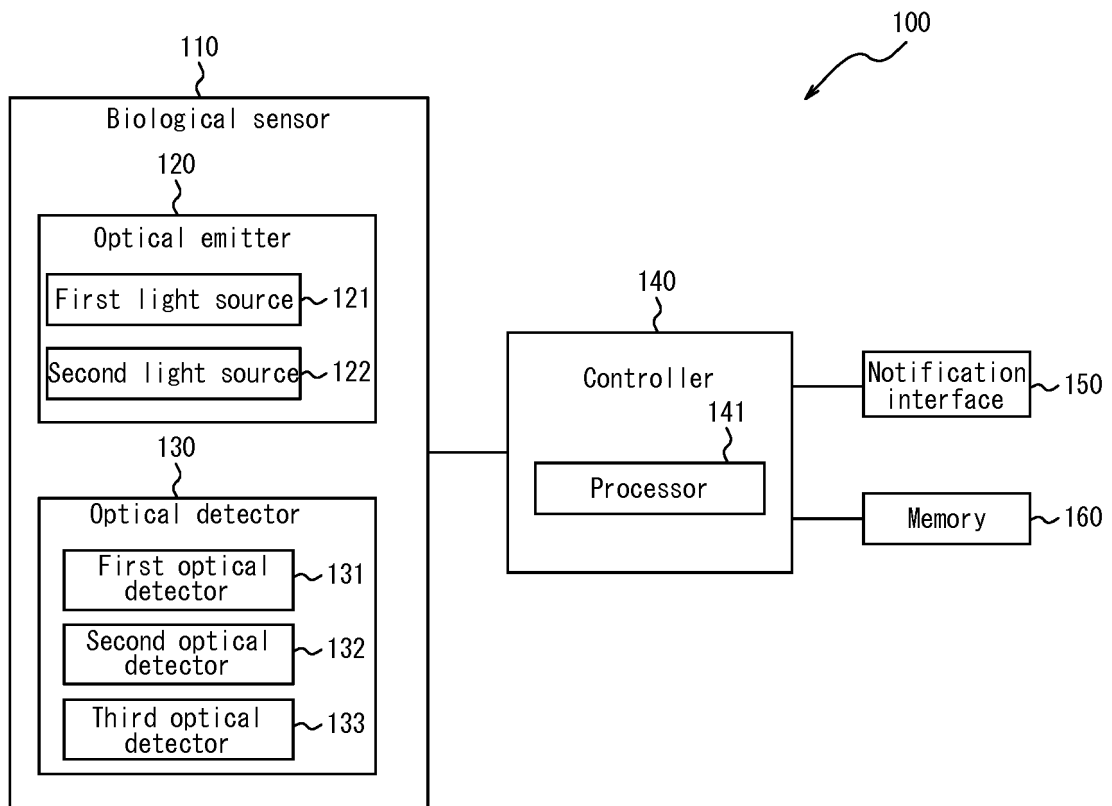 100
110
Biological sensor
120
Optical emitter
First light source
121
Second light source
122
130
Optical detector
First optical
detector
131
Second optical
detector
132
Third optical
detector
133
140
Controller
141
Processor
Notification
interface
150
Memory
160